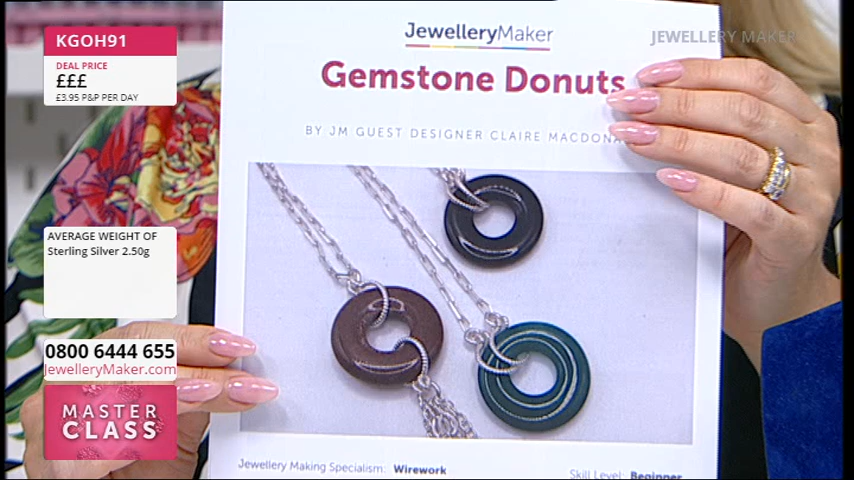 KGOH91
DEAL PRICE
£££
£3.95 P&P PER DAY
AVERAGE WEIGHT OF
Sterling Silver 2.50g
0800 6444 655
JewelleryMaker.com
MASTER
CLASS
JEWELLERY MAKER
JewelleryMaker
Gemstone Donuts
BY JM GUEST DESIGNER CLAIRE MACDONA
Jewellery Making Specialism: Wirework
Skill Level: Beginner